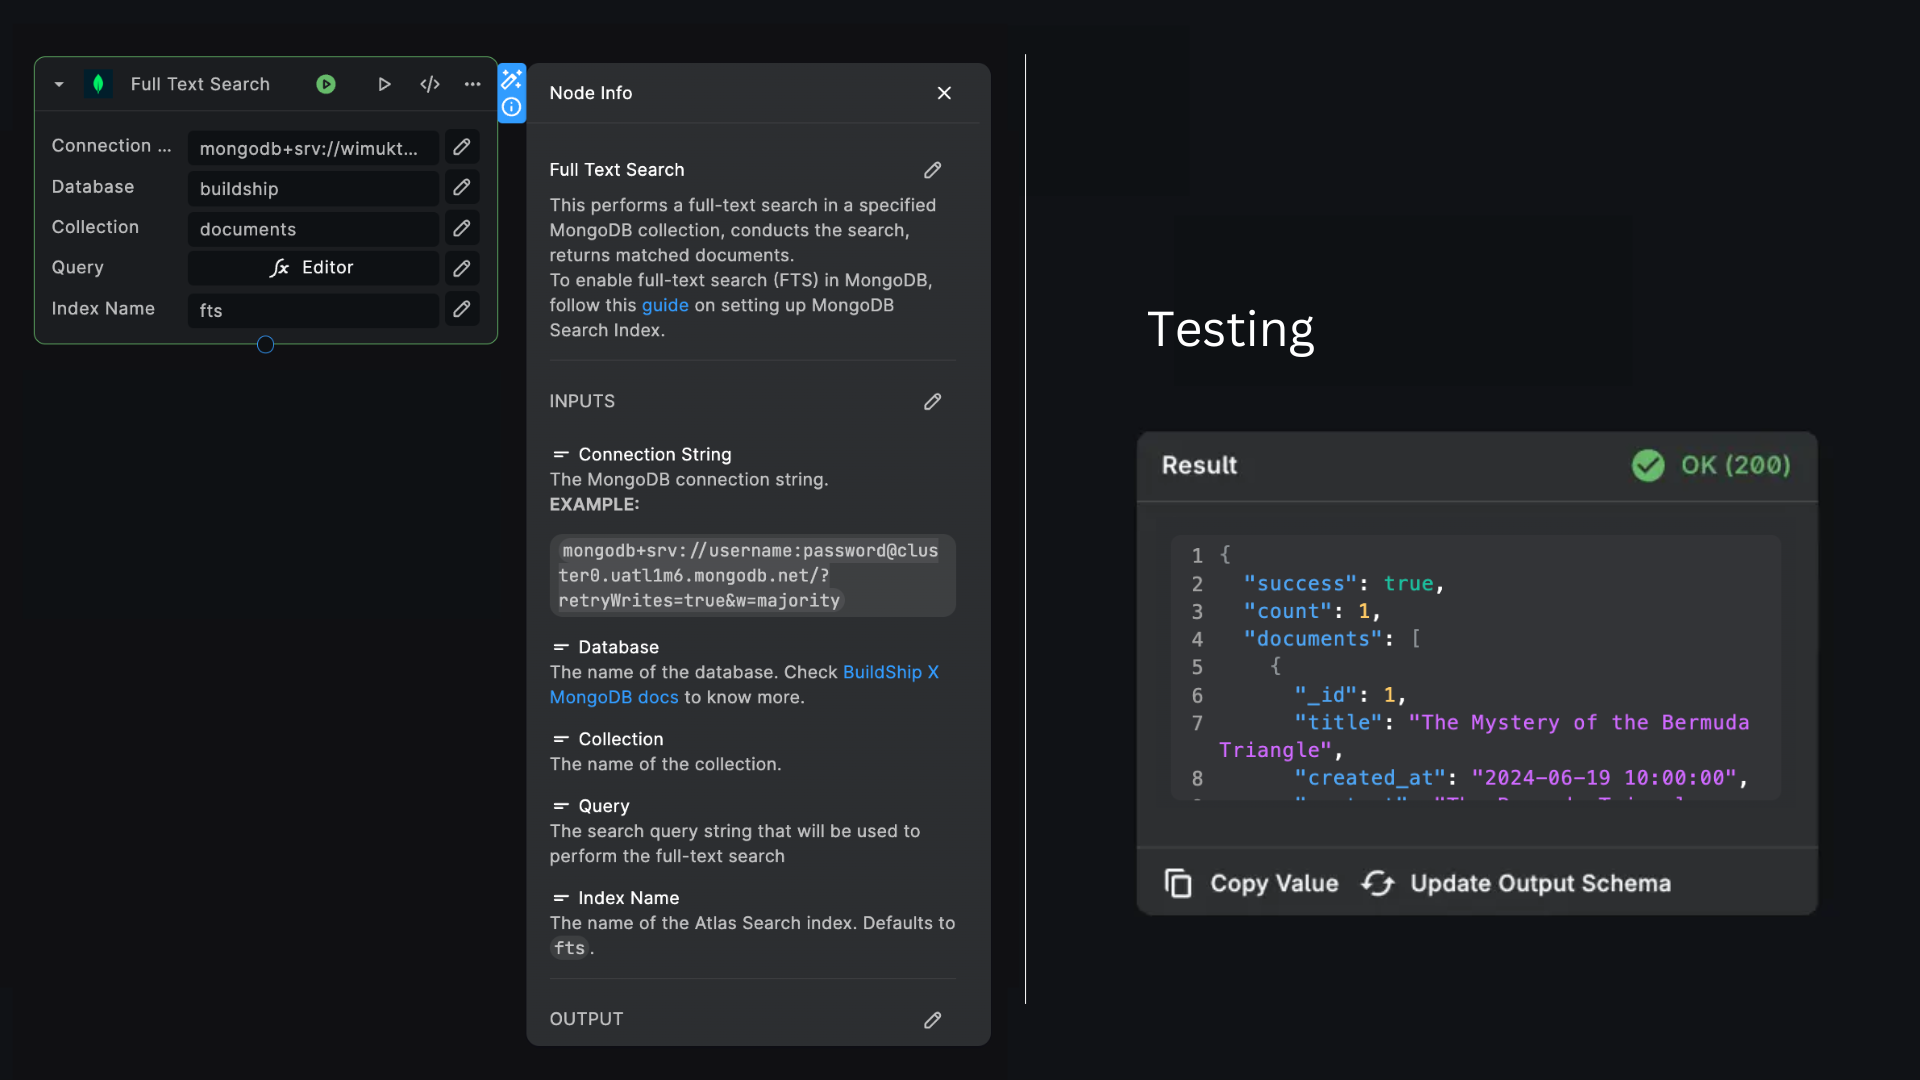 Full Text Search
Connection ...
mongodb+srv://wimukt...
Database
buildship
Collection
documents
Query
fx Editor
Index Name
fts
Node Info
Full Text Search
This performs a full-text search in a specified
MongoDB collection, conducts the search,
returns matched documents.
To enable full-text search (FTS) in MongoDB,
follow this guide on setting up MongoDB
Search Index.
INPUTS
Connection String
The MongoDB connection string.
EXAMPLE:
mongodb+srv://username:password@clus
ter0.uatl1m6.mongodb.net/?
retryWrites=true&w=majority
Database
The name of the database. Check BuildShip X
MongoDB docs to know more.
Collection
The name of the collection.
Query
The search query string that will be used to
perform the full-text search
Index Name
The name of the Atlas Search index. Defaults to
fts.
OUTPUT
Testing
Result
OK (200)
1 {
2 "success": true,
3 "count": 1,
4 "documents": [
5 {
6 "_id": 1,
7 "title": "The Mystery of the Bermuda
Triangle",
8 "created_at": "2024-06-19 10:00:00",
Copy Value
Update Output Schema